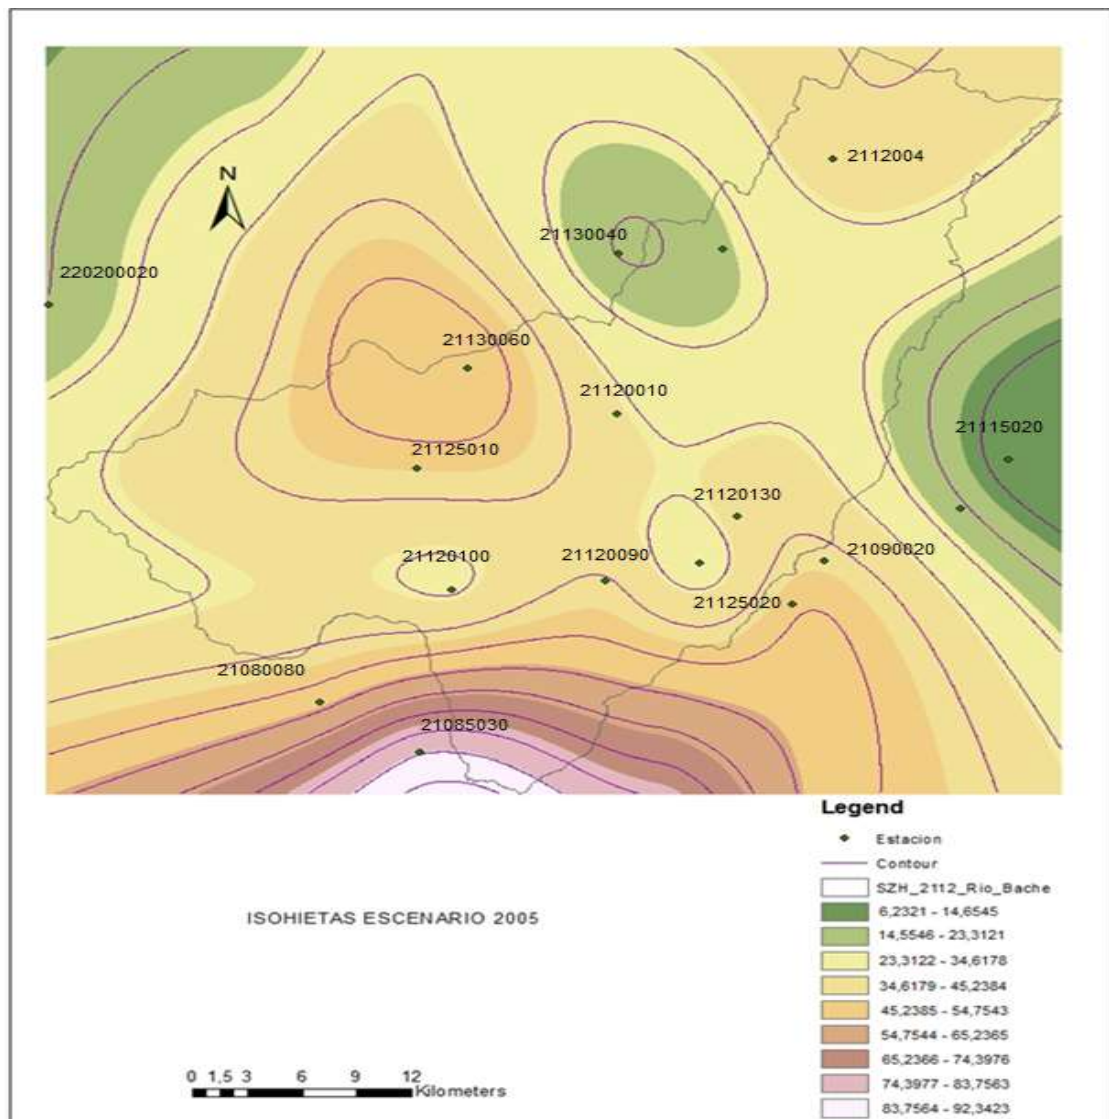 2112004
N
21130040
220200020
21130060
21120010
21125010
21115020
21120130
21120100
21120090
21090020
21125020
21080080
21085030
Legend
Estacion
Contour
SZH_2112_Rio_Bache
6,2321 - 14,6545
14,5546 - 23,3121
23,3122 - 34,6178
34,6179 - 45,2384
45,2385 - 54,7543
54,7544 - 65,2365
65,2366 - 74,3976
74,3977 - 83,7563
83,7564 - 92,3423
ISOHIETAS ESCENARIO 2005
0 1,5 3 6 9 12
Kilometers